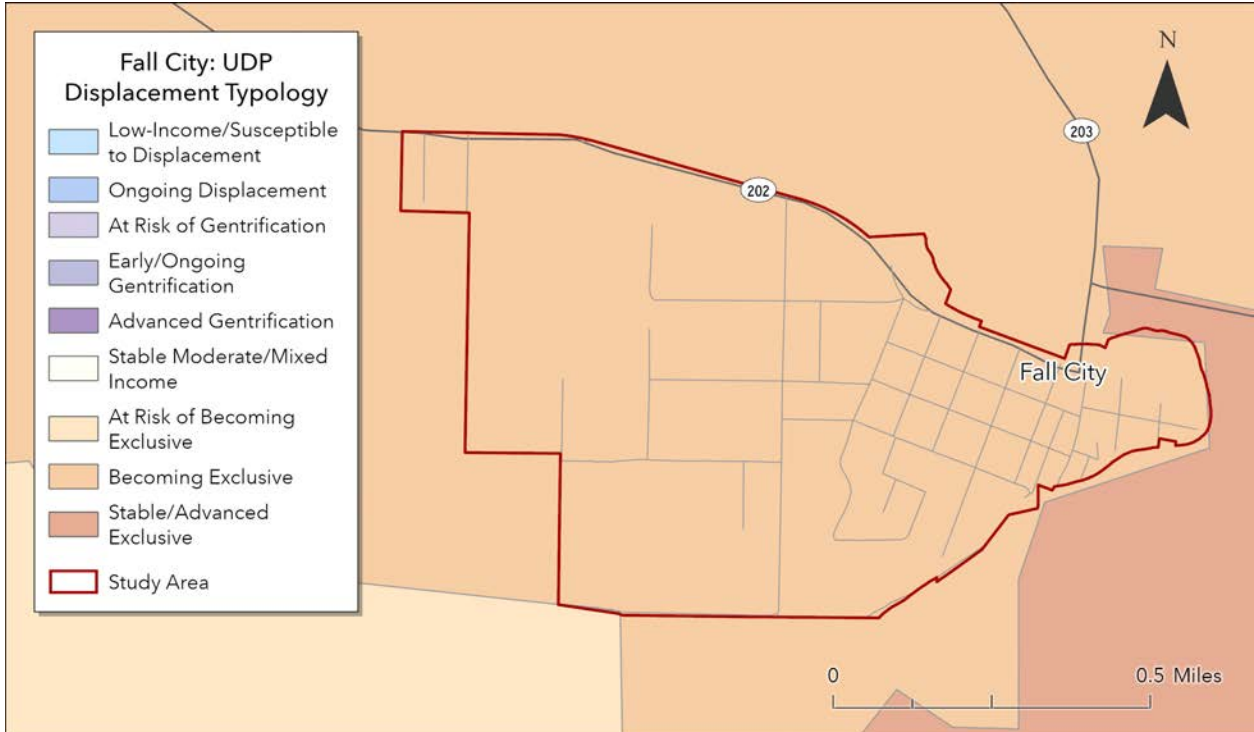 Fall City: UDP
Displacement Typology
Low-Income/Susceptible
to Displacement
Ongoing Displacement
At Risk of Gentrification
Early/Ongoing
Gentrification
Advanced Gentrification
Stable Moderate/Mixed
Income
At Risk of Becoming
Exclusive
Becoming Exclusive
Stable/Advanced
Exclusive
Study Area
N
203
202
Fall City
0
0.5 Miles